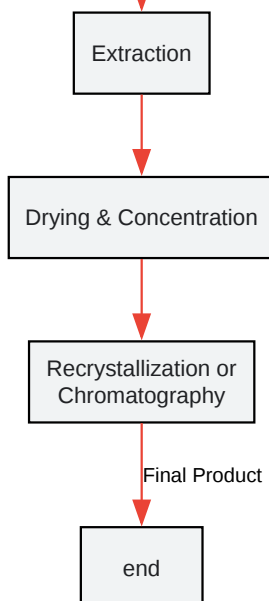 Extraction
Drying & Concentration
Recrystallization or
Chromatography
Final Product
end